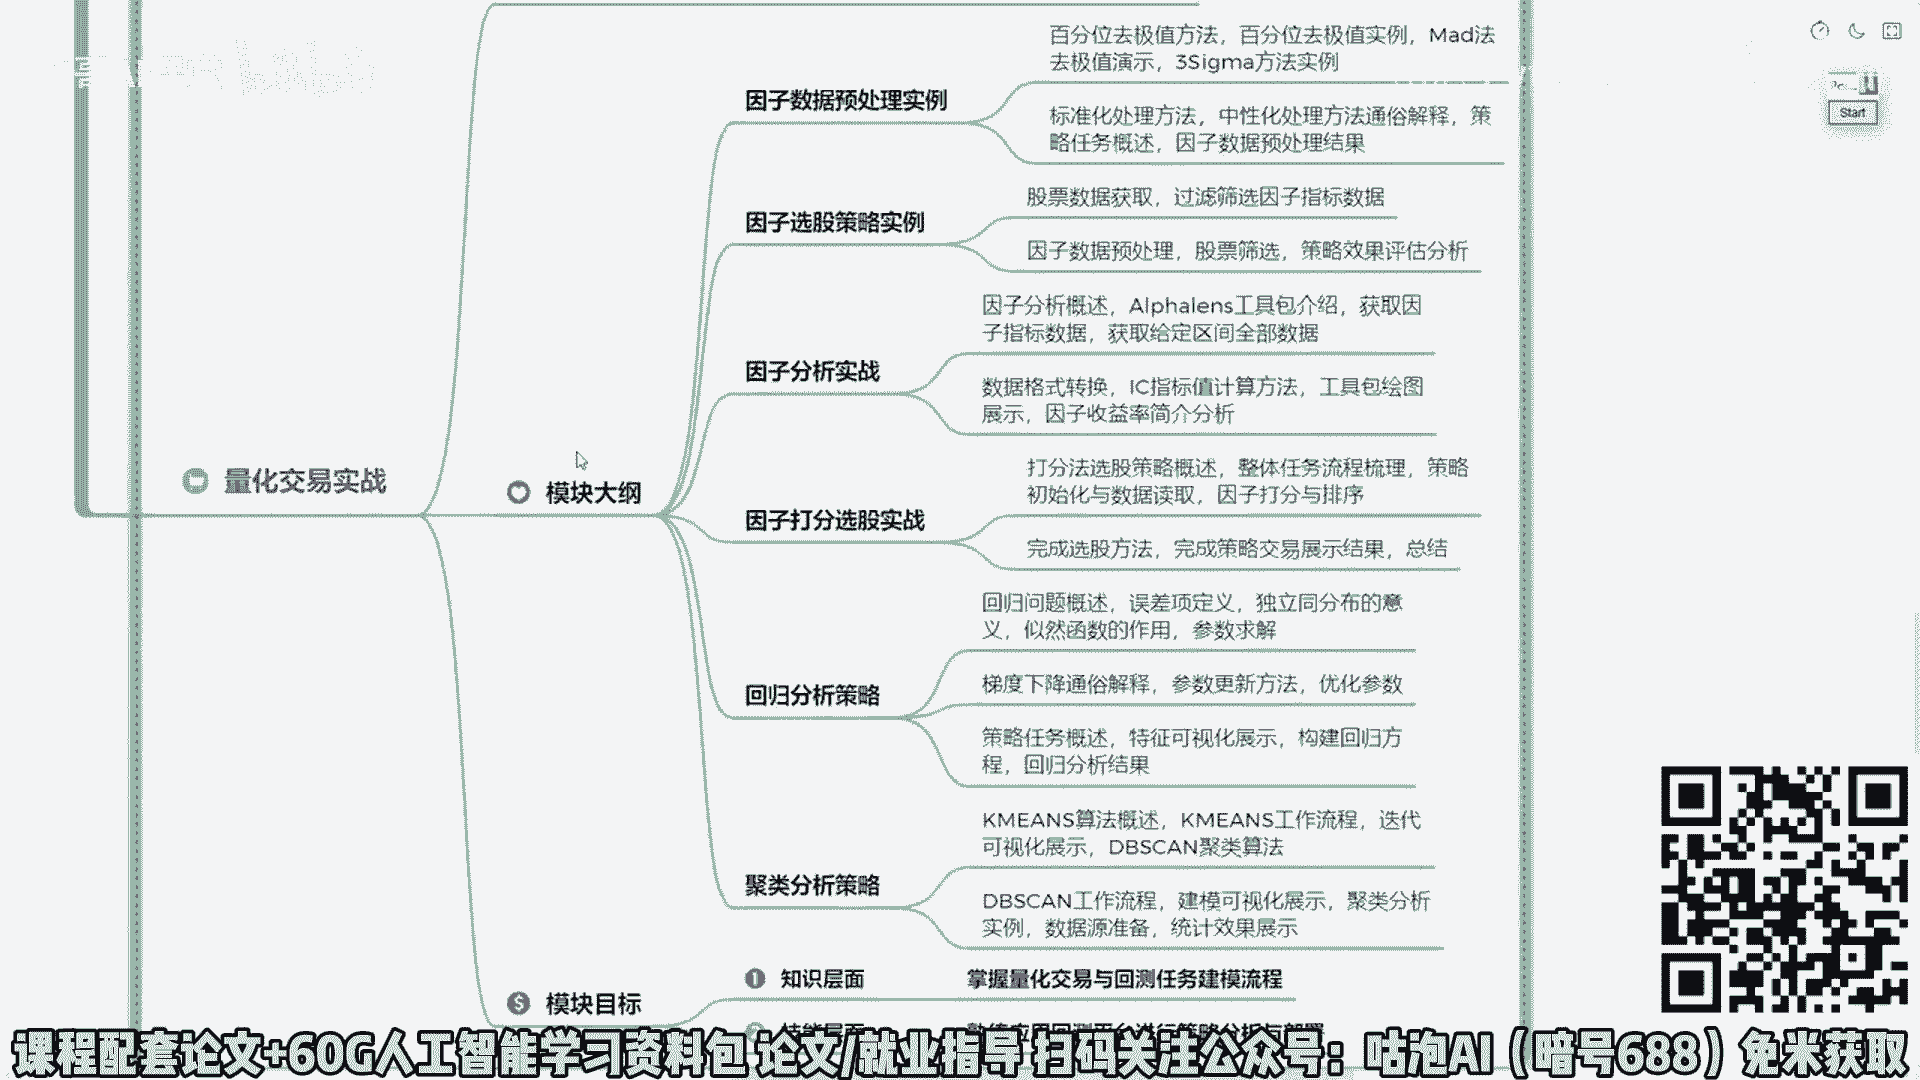 百分位去极值方法，百分位去极值实例，Mad法
去极值演示，3Sigma方法实例
因子数据预处理实例
标准化处理方法，中性化处理方法通俗解释，策
略任务概述，因子数据预处理结果
Start
股票数据获取，过滤筛选因子指标数据
因子选股策略实例
因子数据预处理，股票筛选，策略效果评估分析
因子分析概述，Alphalens工具包介绍，获取因
子指标数据，获取给定区间全部数据
因子分析实战
数据格式转换，IC指标值计算方法，工具包绘图
展示，因子收益率简介分析
量化交易实战
模块大纲
打分法选股策略概述，整体任务流程梳理，策略
初始化与数据读取，因子打分与排序
因子打分选股实战
完成选股方法，完成策略交易展示结果，总结
回归问题概述，误差项定义，独立同分布的意
义，似然函数的作用，参数求解
回归分析策略
梯度下降通俗解释，参数更新方法，优化参数
策略任务概述，特征可视化展示，构建回归方
程，回归分析结果
KMEANS算法概述，KMEANS工作流程，迭代
可视化展示，DBSCAN聚类算法
聚类分析策略
DBSCAN工作流程，建模可视化展示，聚类分析
实例，数据源准备，统计效果展示
模块目标
1 知识层面 掌握量化交易与回测任务建模流程
课程配套论文+60G人工智能学习资料包 论文/就业指导 扫码关注公众号：咕泡AI（暗号688）免米获取